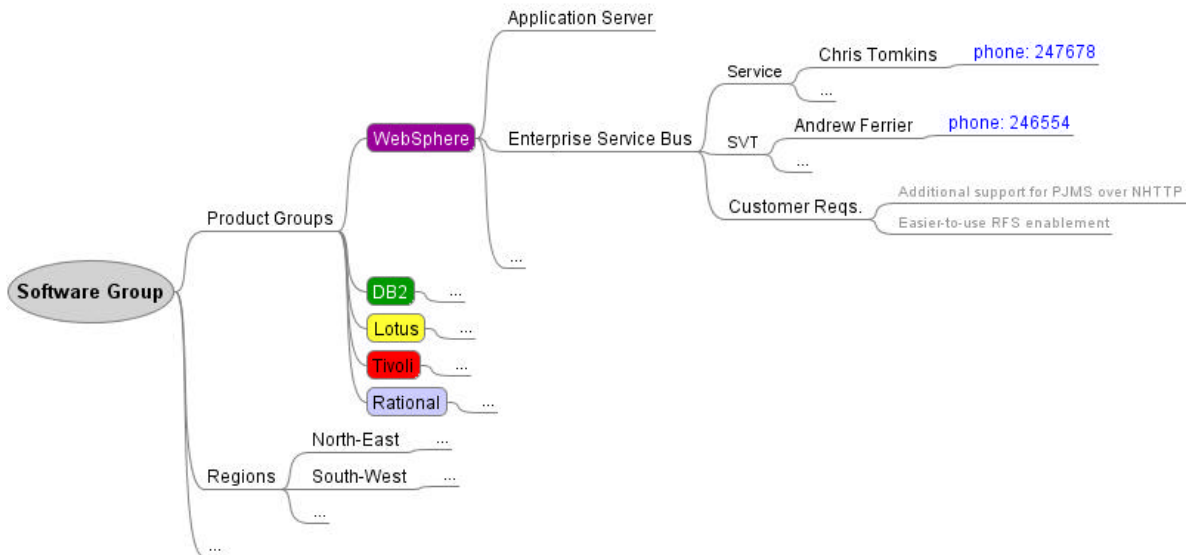 Software Group
Product Groups
WebSphere
Application Server
Enterprise Service Bus
Service
Chris Tomkins
phone: 247678
...
SVT
Andrew Ferrier
phone: 246554
...
Customer Reqs.
Additional support for PJMS over NHTTP
Easier-to-use RFS enablement
...
DB2
...
Lotus
...
Tivoli
...
Rational
...
Regions
North-East
...
South-West
...
...
...